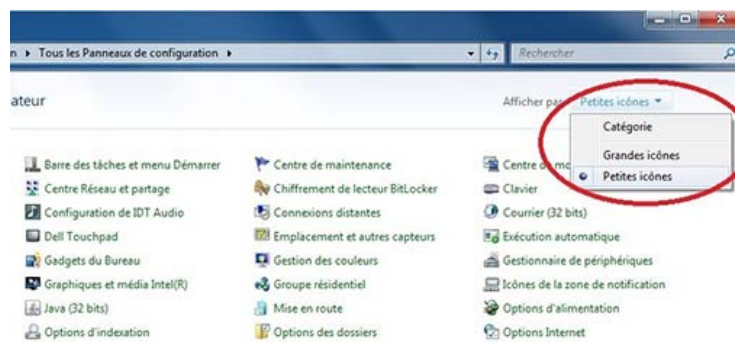 Tous les Panneaux de configuration
Rechercher
ateur
Afficher par
Petites icônes
Catégorie
Grandes icônes
Petites icônes
Barre des tâches et menu Démarrer
Centre de maintenance
Centre de
Centre Réseau et partage
Chiffrement de lecteur BitLocker
Clavier
Configuration de IDT Audio
Connexions distantes
Courrier (32 bits)
Dell Touchpad
Emplacement et autres capteurs
Exécution automatique
Gadgets du Bureau
Gestion des couleurs
Gestionnaire de périphériques
Graphiques et média Intel(R)
Groupe résidentiel
Icônes de la zone de notification
Java (32 bits)
Mise en route
Options d'alimentation
Options d'indexation
Options des dossiers
Options Internet